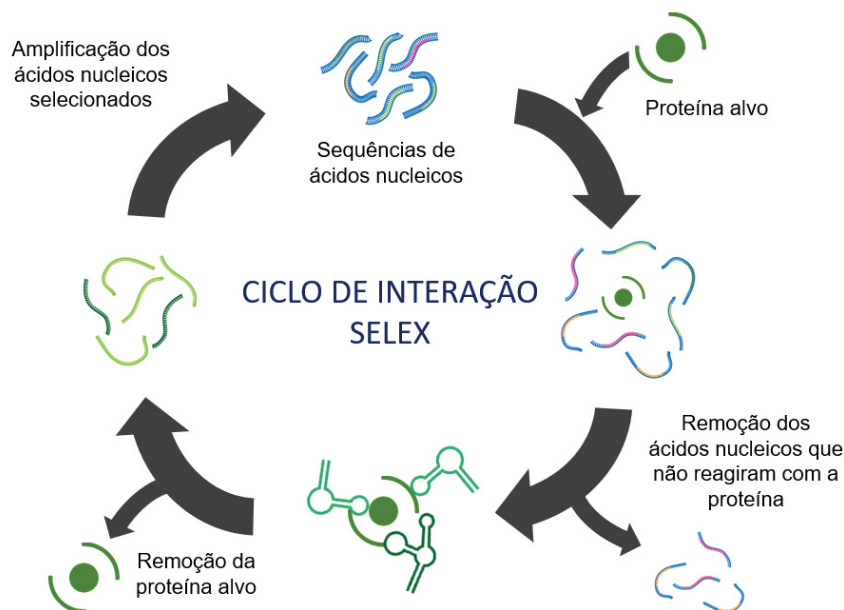 Amplificação dos
ácidos nucleicos
selecionados
Sequências de
ácidos nucleicos
Proteína alvo
CICLO DE INTERAÇÃO
SELEX
Remoção dos
ácidos nucleicos que
não reagiram com a
proteína
Remoção da
proteína alvo